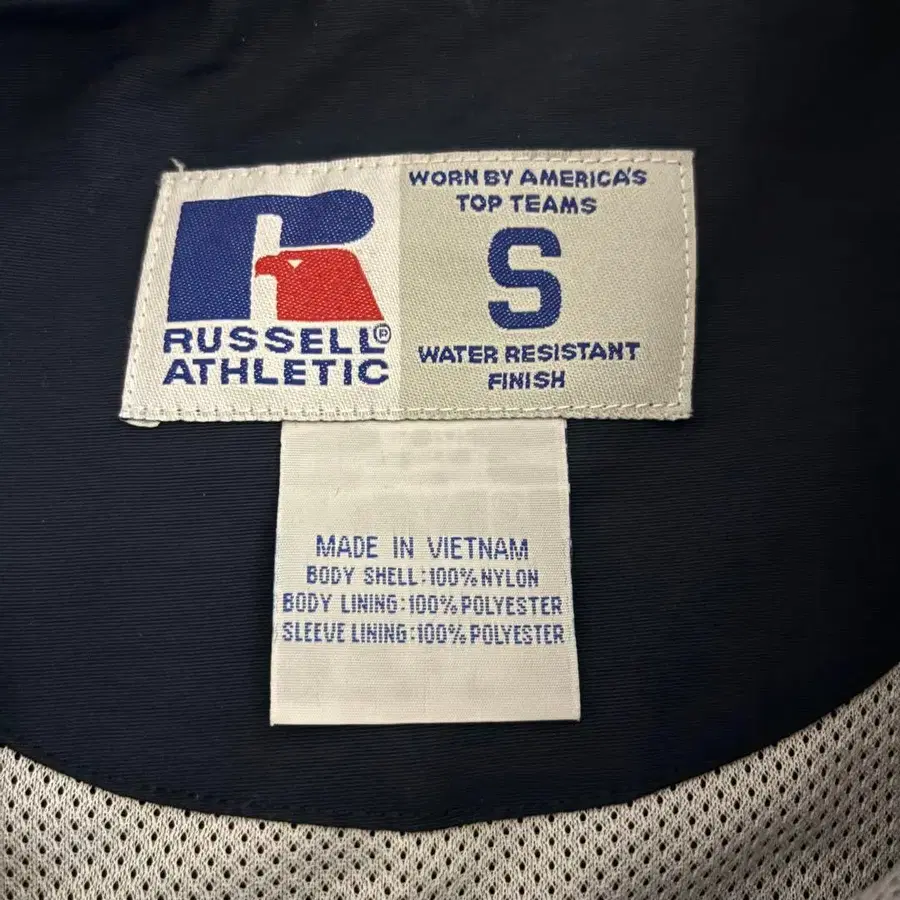 RUSSELL®
ATHLETIC
WORN BY AMERICA'S
TOP TEAMS
S
WATER RESISTANT
FINISH
MADE IN VIETNAM
BODY SHELL:100% NYLON
BODY LINING:100% POLYESTER
SLEEVE LINING:100% POLYESTER